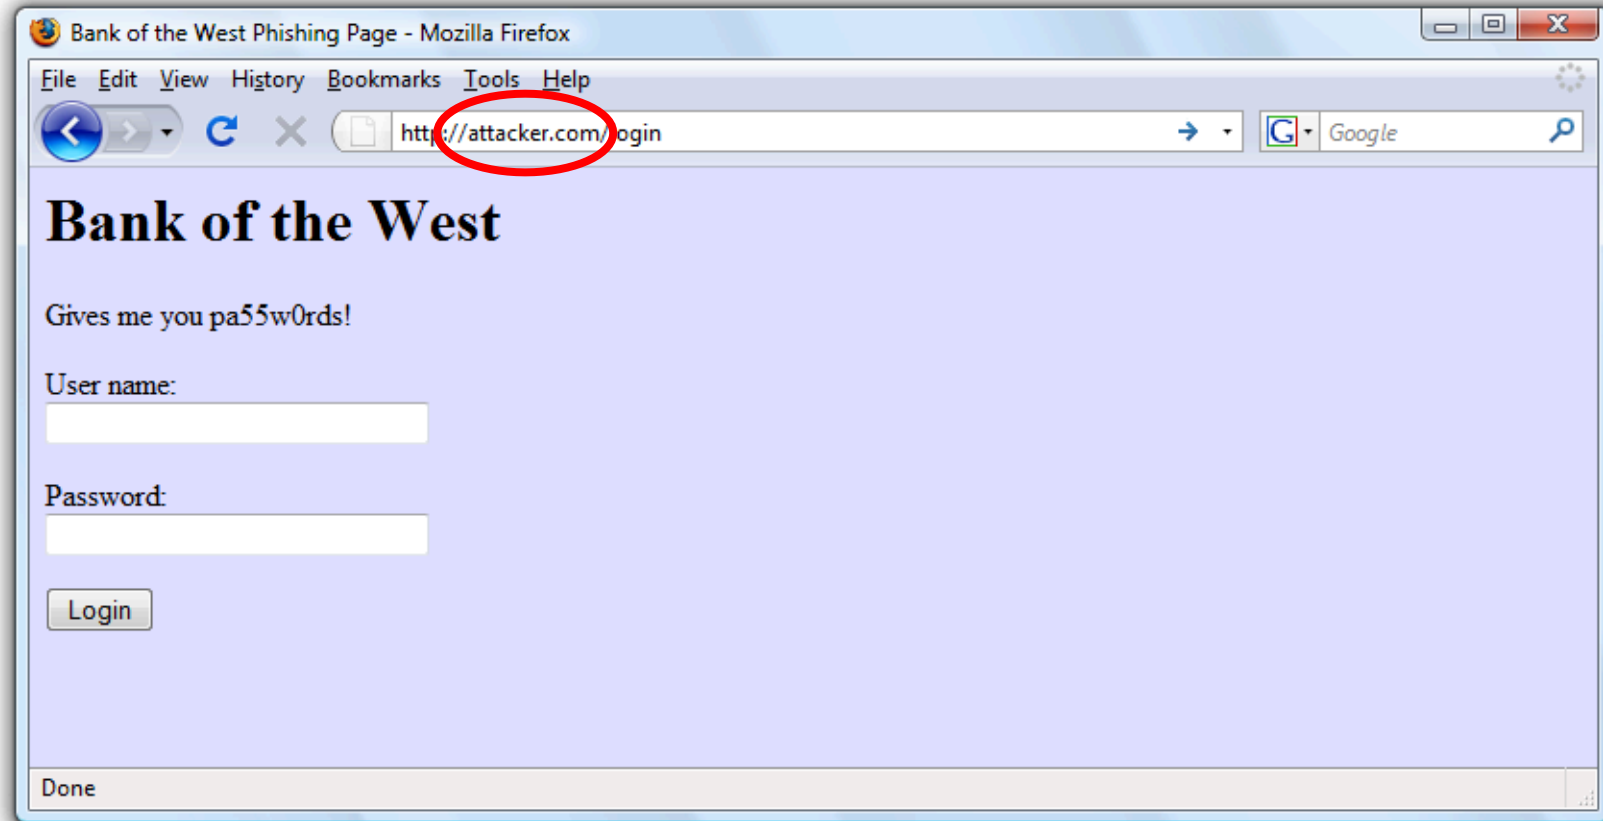 Bank of the West Phishing Page - Mozilla Firefox
File Edit View History Bookmarks Tools Help
http://attacker.com/login
G Google
Bank of the West
Gives me you pa55w0rds!
User name:
Password:
Login
Done